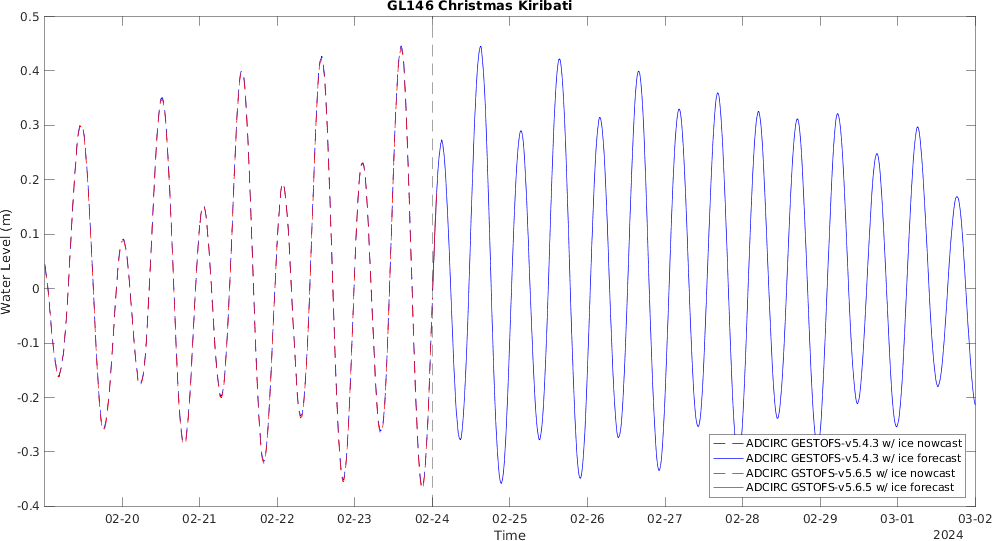 GL146 Christmas Kiribati
0.5
0.4
0.3
0.2
0.1
0
-0.1
-0.2
-0.3
-0.4
Water Level (m)
ADCIRC GESTOFS-v5.4.3 w/ ice nowcast
ADCIRC GESTOFS-v5.4.3 w/ ice forecast
ADCIRC GSTOFS-v5.6.5 w/ ice nowcast
ADCIRC GSTOFS-v5.6.5 w/ ice forecast
02-20 02-21 02-22 02-23 02-24 02-25 02-26 02-27 02-28 02-29 03-01 03-02
Time
2024